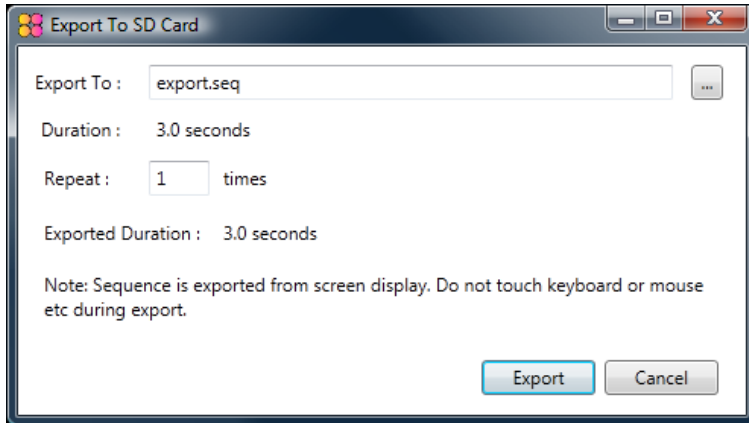 Export To SD Card
Export To : export.seq ...
Duration : 3.0 seconds
Repeat : 1 times
Exported Duration : 3.0 seconds
Note: Sequence is exported from screen display. Do not touch keyboard or mouse
etc during export.
Export Cancel